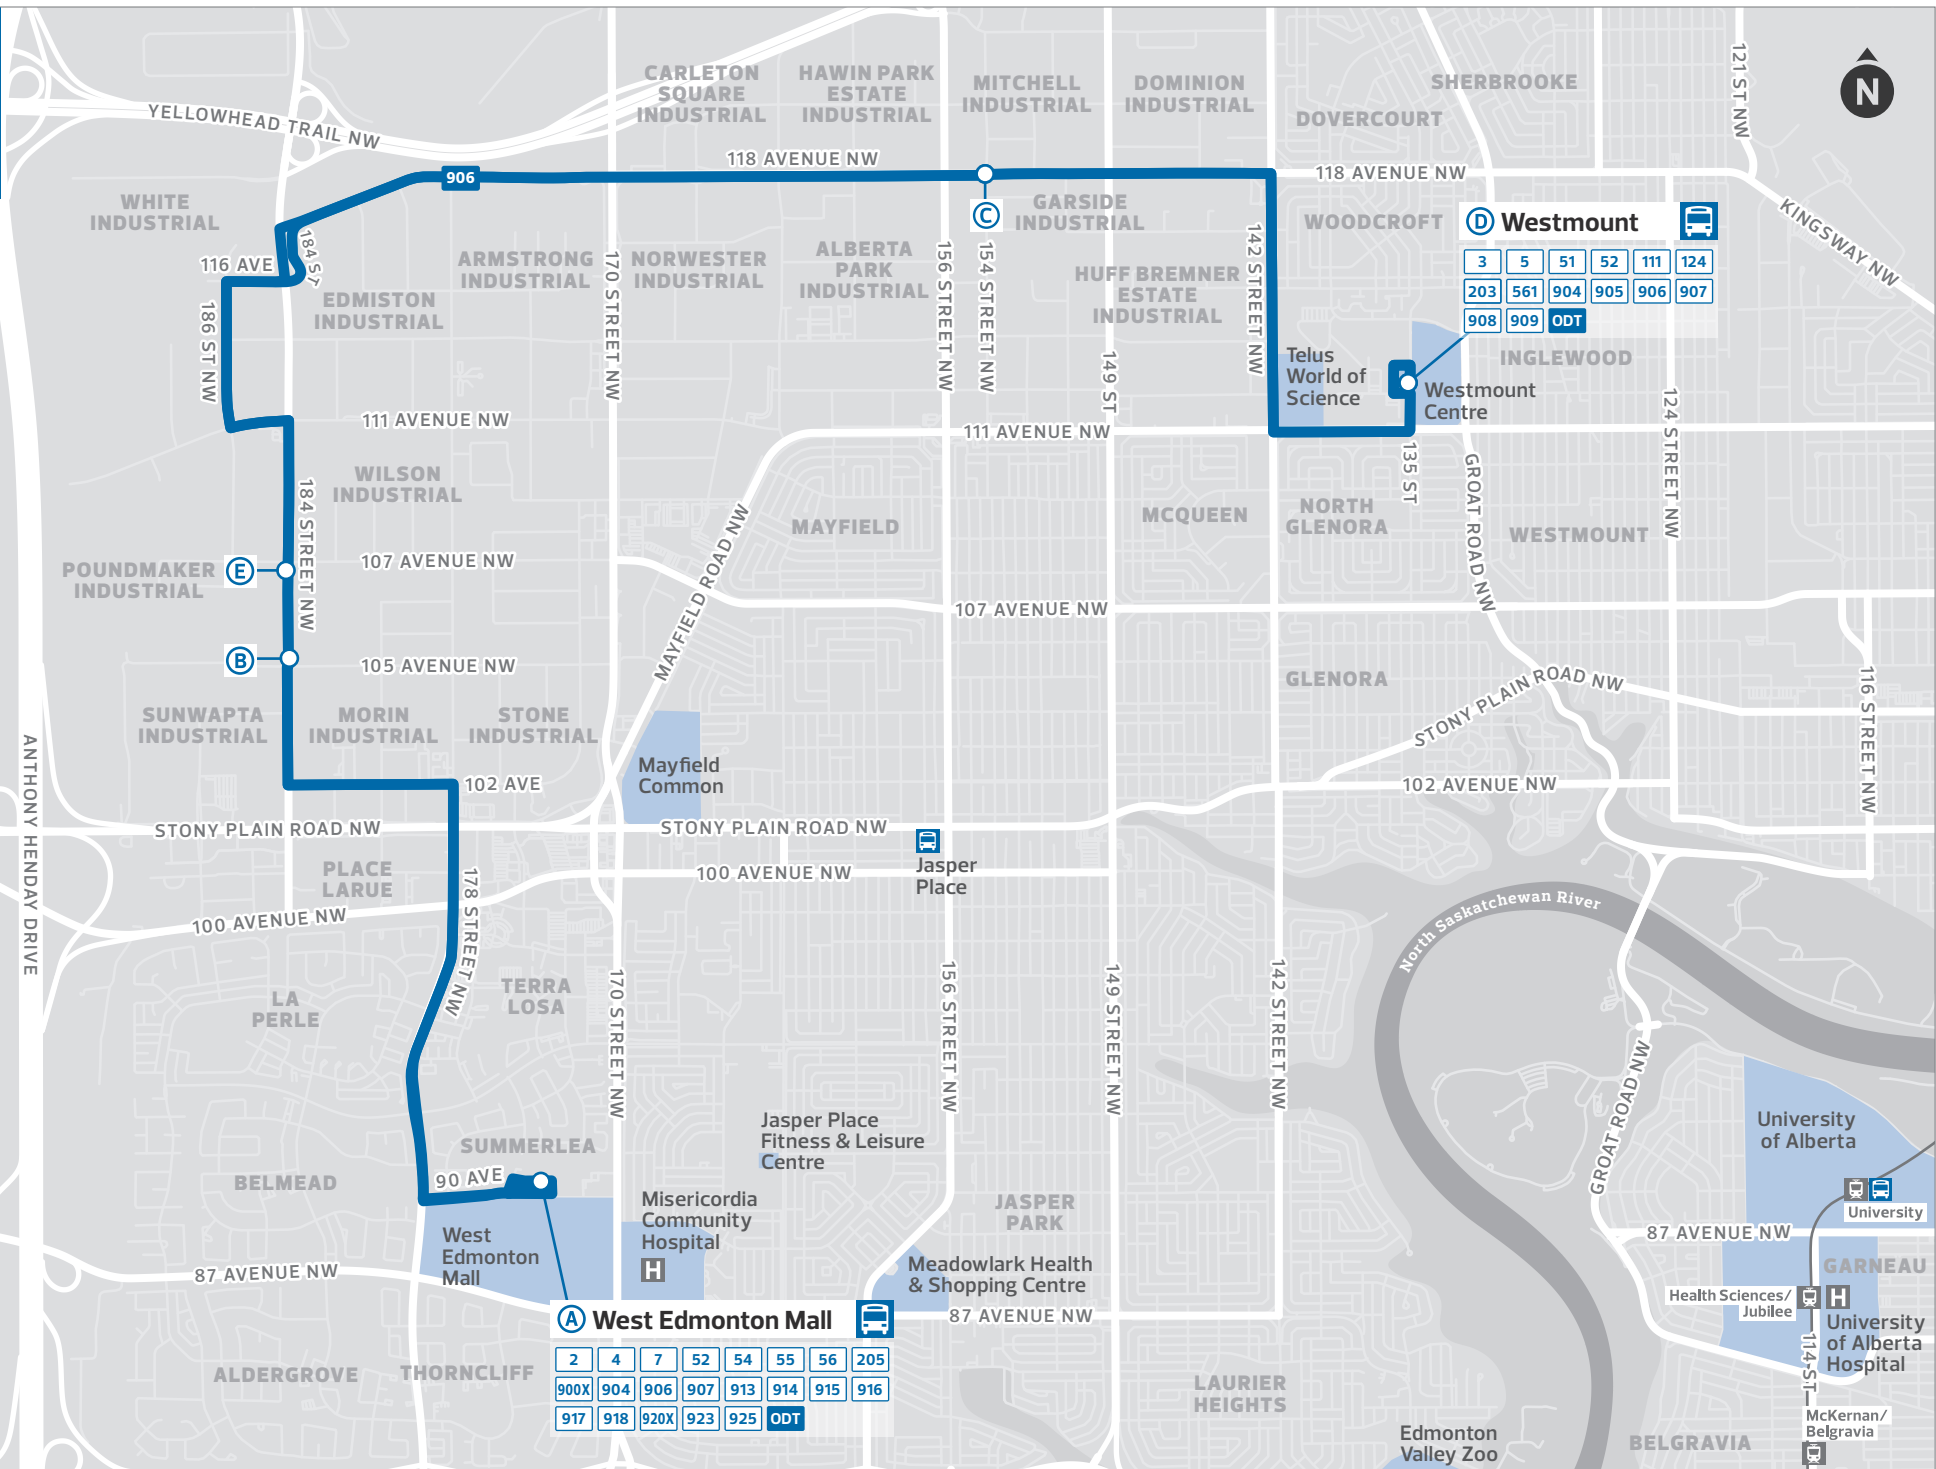 CARLETON
SQUARE
INDUSTRIAL
HAWIN PARK
ESTATE
INDUSTRIAL
MITCHELL
INDUSTRIAL
DOMINION
INDUSTRIAL
SHERBROOKE
DOVERCOURT
121 ST NW
N
YELLOWHEAD TRAIL NW
118 AVENUE NW
118 AVENUE NW
906
WHITE
INDUSTRIAL
C
GARSIDE
INDUSTRIAL
WOODCROFT
KINGSWAY NW
D Westmount
3 5 51 52 111 124
203 561 904 905 906 907
908 909 ODT
116 AVE
184 ST
186 ST NW
EDMISTON
INDUSTRIAL
ARMSTRONG
INDUSTRIAL
170 STREET NW
NORWESTER
INDUSTRIAL
ALBERTA
PARK
INDUSTRIAL
156 STREET NW
154 STREET NW
HUFF BREMNER
ESTATE
INDUSTRIAL
149 ST
142 STREET NW
Telus
World of
Science
Westmount
Centre
INGLEWOOD
124 STREET NW
111 AVENUE NW
111 AVENUE NW
135 ST
GROAT ROAD NW
WILSON
INDUSTRIAL
184 STREET NW
MAYFIELD ROAD NW
MAYFIELD
MCQUEEN
NORTH
GLENORA
WESTMOUNT
POUNDMAKER
INDUSTRIAL
E
107 AVENUE NW
107 AVENUE NW
B
105 AVENUE NW
GLENORA
STONY PLAIN ROAD NW
116 STREET NW
SUNWAPTA
INDUSTRIAL
MORIN
INDUSTRIAL
STONE
INDUSTRIAL
Mayfield
Common
102 AVE
102 AVENUE NW
ANTHONY HENDAY DRIVE
STONY PLAIN ROAD NW
STONY PLAIN ROAD NW
Jasper
Place
PLACE
LARUE
100 AVENUE NW
100 AVENUE NW
178 STREET NW
North Saskatchewan River
LA
PERLE
TERRA
LOSA
170 STREET NW
156 STREET NW
149 STREET NW
142 STREET NW
GROAT ROAD NW
Jasper Place
Fitness & Leisure
Centre
SUMMERLEA
90 AVE
BELMEAD
West
Edmonton
Mall
Misericordia
Community
Hospital
H
JASPER
PARK
Meadowlark Health
& Shopping Centre
University
of Alberta
University
87 AVENUE NW
GARNEAU
87 AVENUE NW
87 AVENUE NW
Health Sciences/
Jubilee
H
University
of Alberta
Hospital
114 ST
A West Edmonton Mall
2 4 7 52 54 55 56 205
900X 904 906 907 913 914 915 916
917 918 920X 923 925 ODT
ALDERGROVE
THORNCLIFF
LAURIER
HEIGHTS
Edmonton
Valley Zoo
BELGRAVIA
McKernan/
Belgravia